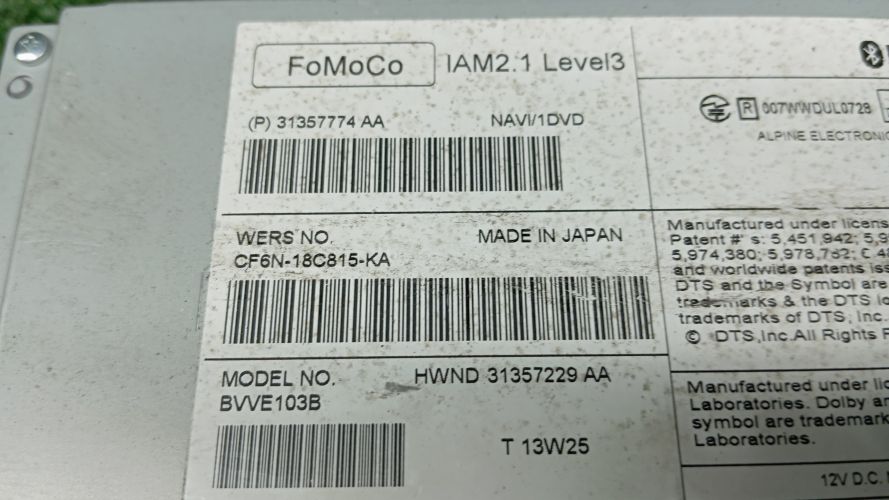 FoMoCo
IAM2.1 Level3
(P) 31357774 AA
NAVI/1DVD
WERS NO.
MADE IN JAPAN
CF6N-18C815-KA
MODEL NO.
HWND 31357229 AA
BVVE103B
T 13W25
R 007WWDUL0728
ALPINE ELECTRONIC
Manufactured under licens
Patent # s: 5,451,942; 5,9
5,974,380; 5,978,762;
and worldwide patents iss
DTS and the Symbol are
trademarks & the DTS lo
trademarks of DTS, Inc.
© DTS,Inc.All Rights R
Manufactured under lic
Laboratories. Dolby an
symbol are trademark
Laboratories.
12V D.C.